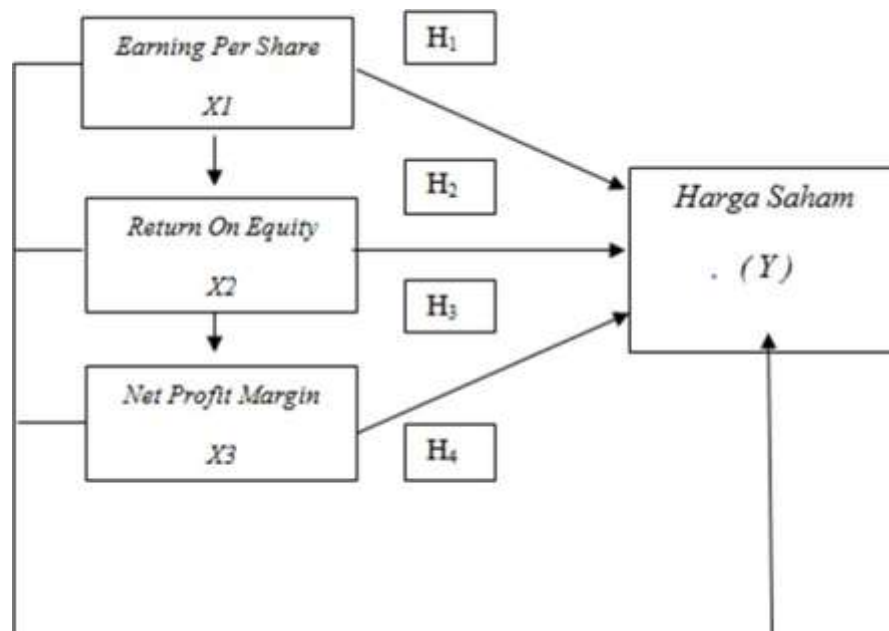 Earning Per Share
X1
H₁
Return On Equity
X2
H₂
Net Profit Margin
X3
H₃
H₄
Harga Saham
. ( Y )